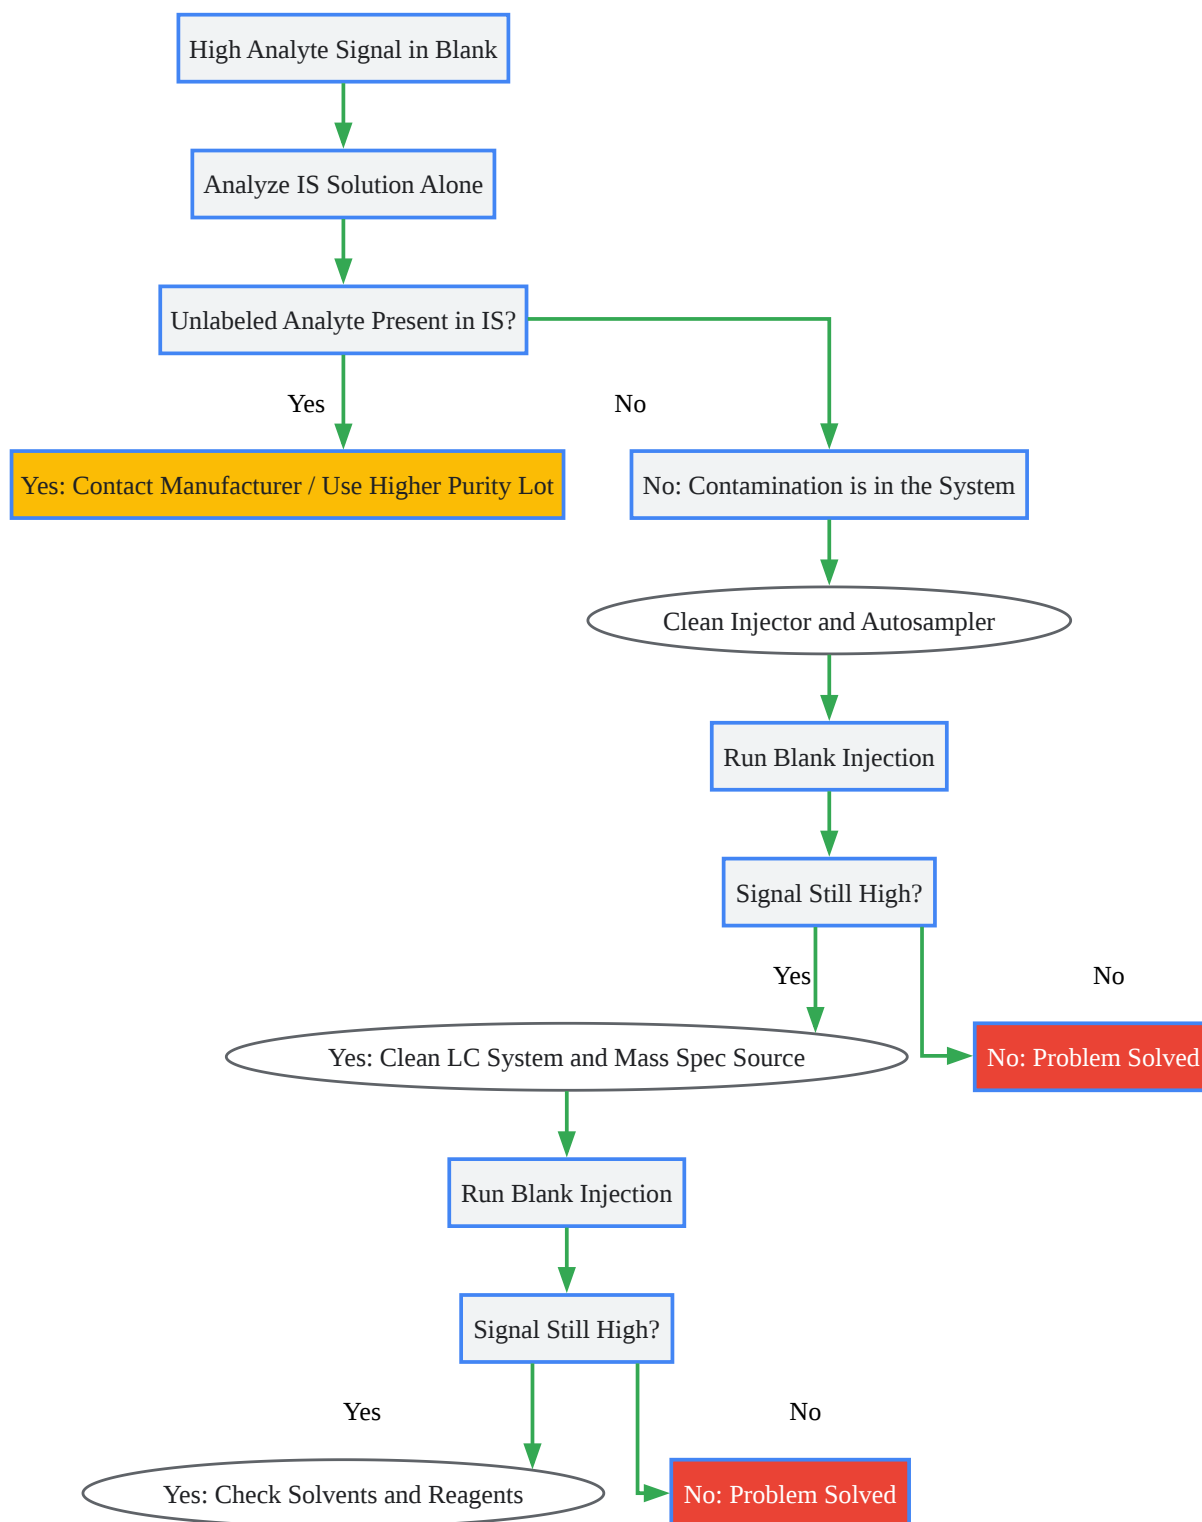 High Analyte Signal in Blank
Analyze IS Solution Alone
Unlabeled Analyte Present in IS?
Yes
No
Yes: Contact Manufacturer / Use Higher Purity Lot
No: Contamination is in the System
Clean Injector and Autosampler
Run Blank Injection
Signal Still High?
Yes
No
Yes: Clean LC System and Mass Spec Source
No: Problem Solved
Run Blank Injection
Signal Still High?
Yes
No
Yes: Check Solvents and Reagents
No: Problem Solved